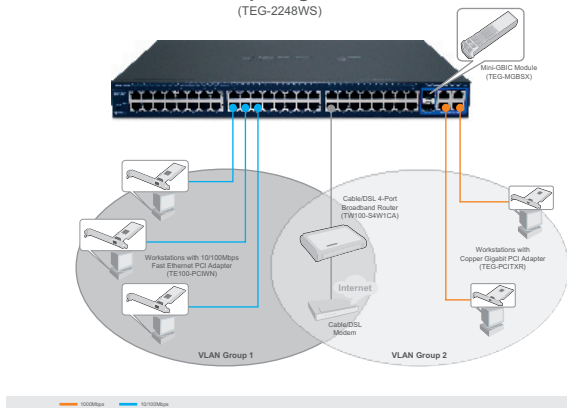 (TEG-2248WS)
Mini-GBIC Module
(TEG-MGBSX)
Cable/DSL 4-Port
Broadband Router
(TW100-S4W1CA)
Workstations with 10/100Mbps
Fast Ethernet PCI Adapter
(TE100-PCIWN)
Workstations with
Copper Gigabit PCI Adapter
(TEG-PCITXR)
Internet
Cable/DSL
Modem
VLAN Group 1
VLAN Group 2
1000Mbps
10/100Mbps